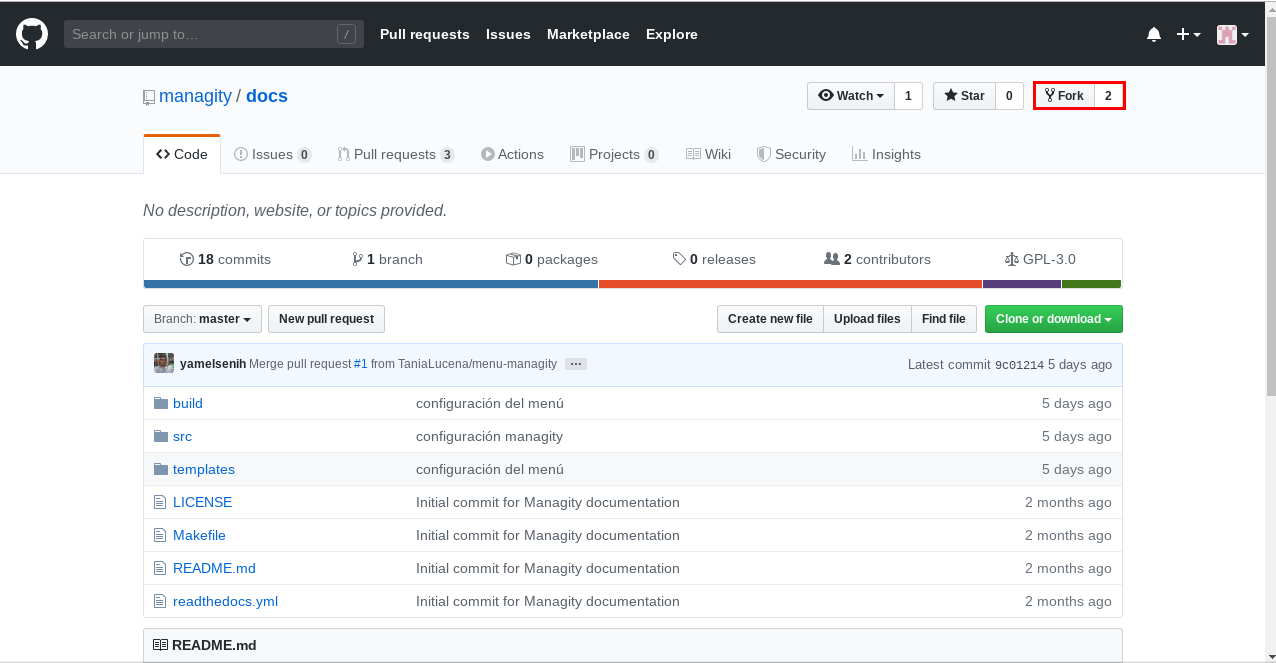 Search or jump to… / Pull requests Issues Marketplace Explore
managity / docs Watch 1 Star 0 Fork 2
Code Issues 0 Pull requests 3 Actions Projects 0 Wiki Security Insights
No description, website, or topics provided.
18 commits 1 branch 0 packages 0 releases 2 contributors GPL-3.0
Branch: master New pull request Create new file Upload files Find file Clone or download
yamelsenih Merge pull request #1 from TaniaLucena/menu-managity … Latest commit 9c01214 5 days ago
build configuración del menú 5 days ago
src configuración managity 5 days ago
templates configuración del menú 5 days ago
LICENSE Initial commit for Managity documentation 2 months ago
Makefile Initial commit for Managity documentation 2 months ago
README.md Initial commit for Managity documentation 2 months ago
readthedocs.yml Initial commit for Managity documentation 2 months ago
README.md